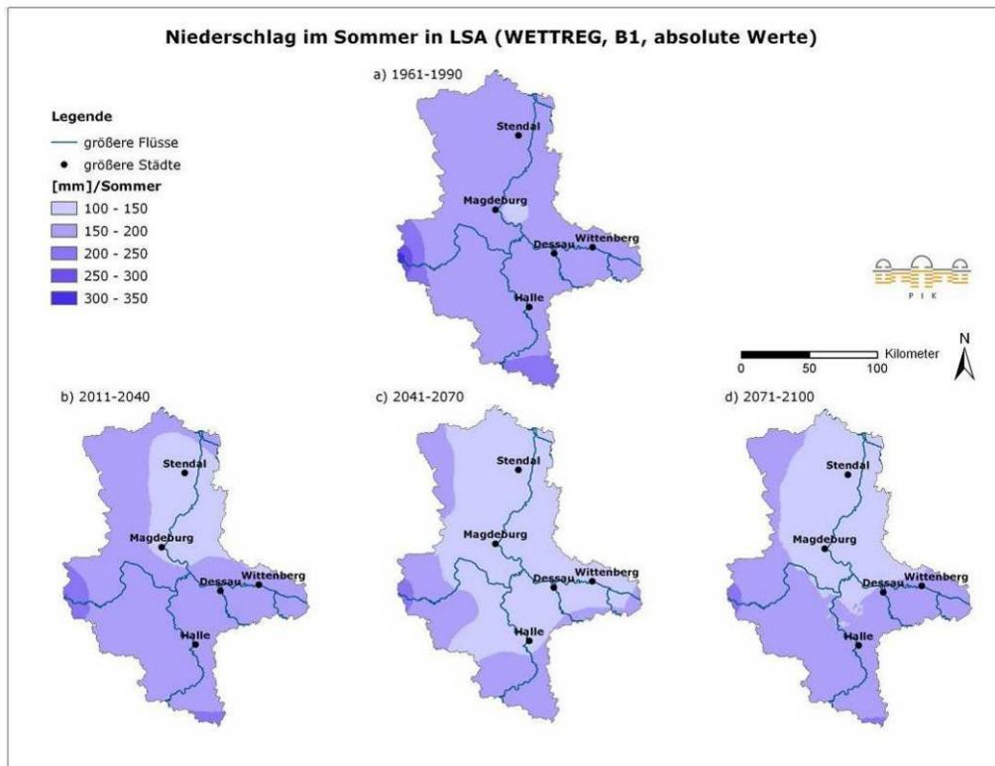 Niederschlag im Sommer in LSA (WETTREG, B1, absolute Werte)
a) 1961-1990
Legende
größere Flüsse
größere Städte
[mm]/Sommer
100 - 150
150 - 200
200 - 250
250 - 300
300 - 350
Stendal
Magdeburg
Dessau
Wittenberg
Halle
P I K
Kilometer
0 50 100
N
b) 2011-2040
Stendal
Magdeburg
Dessau
Wittenberg
Halle
c) 2041-2070
Stendal
Magdeburg
Dessau
Wittenberg
Halle
d) 2071-2100
Stendal
Magdeburg
Dessau
Wittenberg
Halle